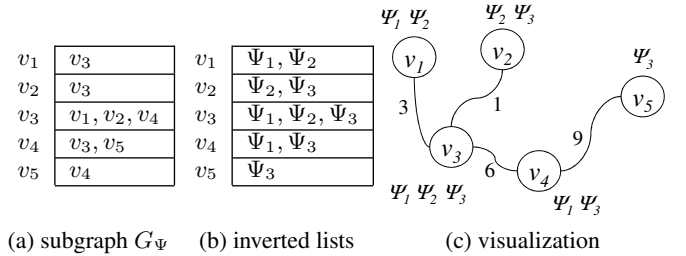 v1 v3
v2 v3
v3 v1, v2, v4
v4 v3, v5
v5 v4
(a) subgraph GΨ
v1 Ψ1, Ψ2
v2 Ψ2, Ψ3
v3 Ψ1, Ψ2, Ψ3
v4 Ψ1, Ψ3
v5 Ψ3
(b) inverted lists
Ψ1 Ψ2
Ψ2 Ψ3
v1
v2
Ψ3
v5
3
1
9
v3
6
v4
Ψ1 Ψ2 Ψ3
Ψ1 Ψ3
(c) visualization